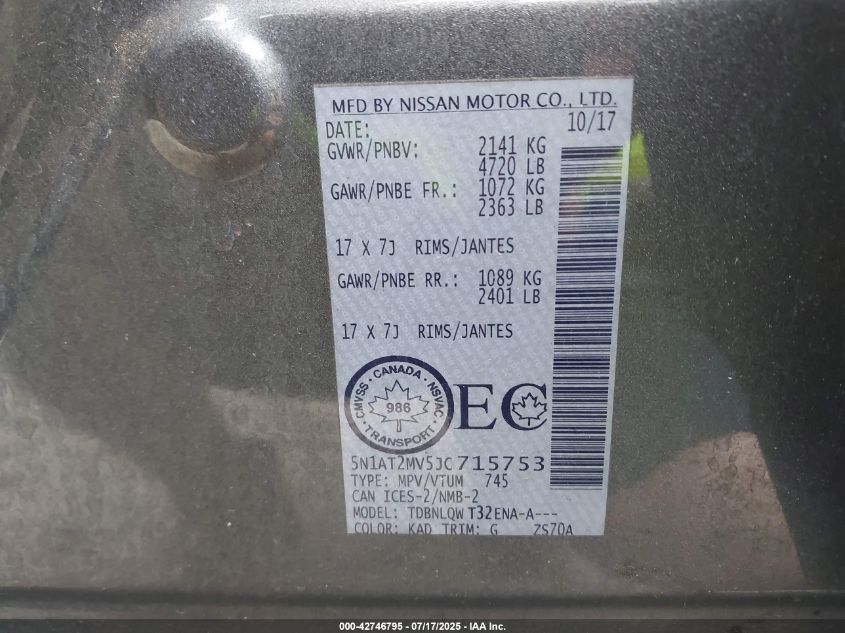 MFD BY NISSAN MOTOR CO., LTD.
DATE: 10/17
GVWR/PNBV: 2141 KG
4720 LB
GAWR/PNBE FR.: 1072 KG
2363 LB
17 X 7J RIMS/JANTES
GAWR/PNBE RR.: 1089 KG
2401 LB
17 X 7J RIMS/JANTES
CMVSS · CANADA · NSVAC
986
· TRANSPORT ·
EC
5N1AT2MV5JC715753
TYPE: MPV/VTUM 745
CAN ICES-2/NMB-2
MODEL: TDBNLQW T32ENA-A---
COLOR: KAD TRIM: G ZS70A
000-42746795 - 07/17/2025 - IAA Inc.